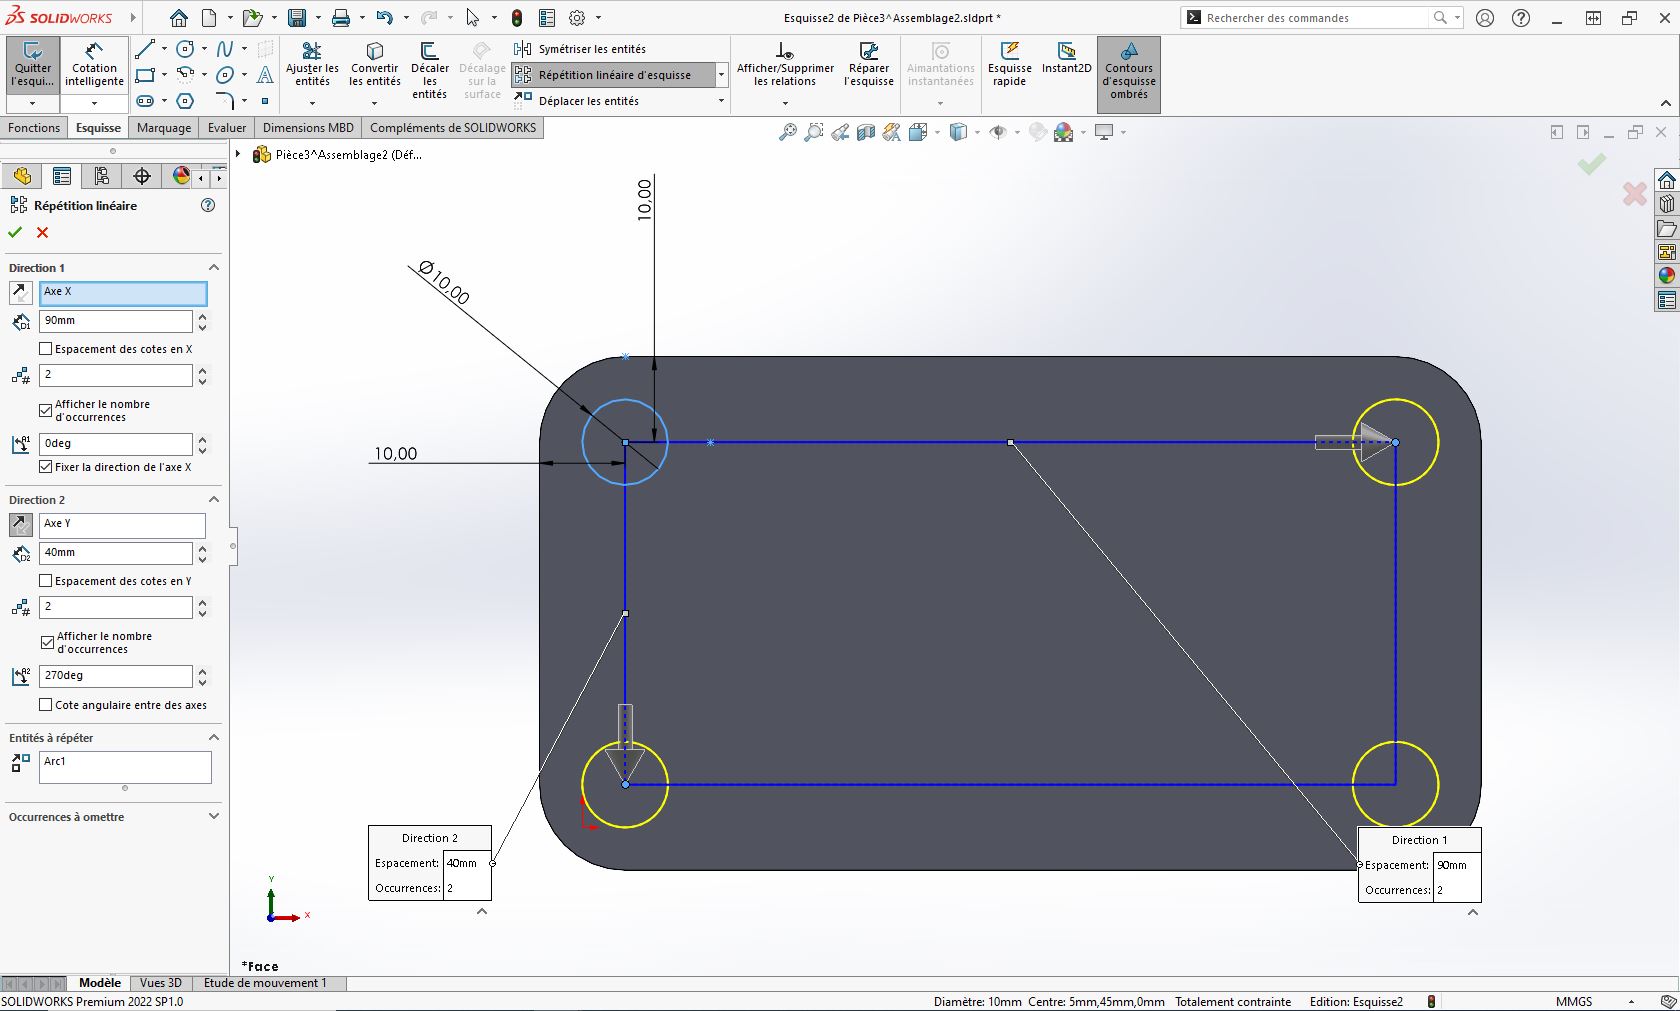 SOLIDWORKS
Esquisse2 de Pièce3^Assemblage2.sldprt *
Rechercher des commandes
Quitter l'esqui...
Cotation intelligente
Ajuster les entités
Convertir les entités
Décaler les entités
Décalage sur la surface
Symétriser les entités
Répétition linéaire d'esquisse
Déplacer les entités
Afficher/Supprimer les relations
Réparer l'esquisse
Aimantations instantanées
Esquisse rapide
Instant2D
Contours d'esquisse ombrés
Fonctions
Esquisse
Marquage
Evaluer
Dimensions MBD
Compléments de SOLIDWORKS
Pièce3^Assemblage2 (Déf...
Répétition linéaire
Direction 1
Axe X
D1
90mm
Espacement des cotes en X
#
2
Afficher le nombre
d'occurrences
A1
0deg
Fixer la direction de l'axe X
Direction 2
Axe Y
D2
40mm
Espacement des cotes en Y
#
2
Afficher le nombre
d'occurrences
A2
270deg
Cote angulaire entre des axes
Entités à répéter
Arc1
Occurrences à omettre
10,00
Ø10,00
10,00
Direction 2
Espacement: 40mm
Occurrences: 2
Direction 1
Espacement: 90mm
Occurrences: 2
Y
X
*Face
Modèle
Vues 3D
Etude de mouvement 1
SOLIDWORKS Premium 2022 SP1.0
Diamètre: 10mm Centre: 5mm,45mm,0mm
Totalement contrainte
Edition: Esquisse2
MMGS